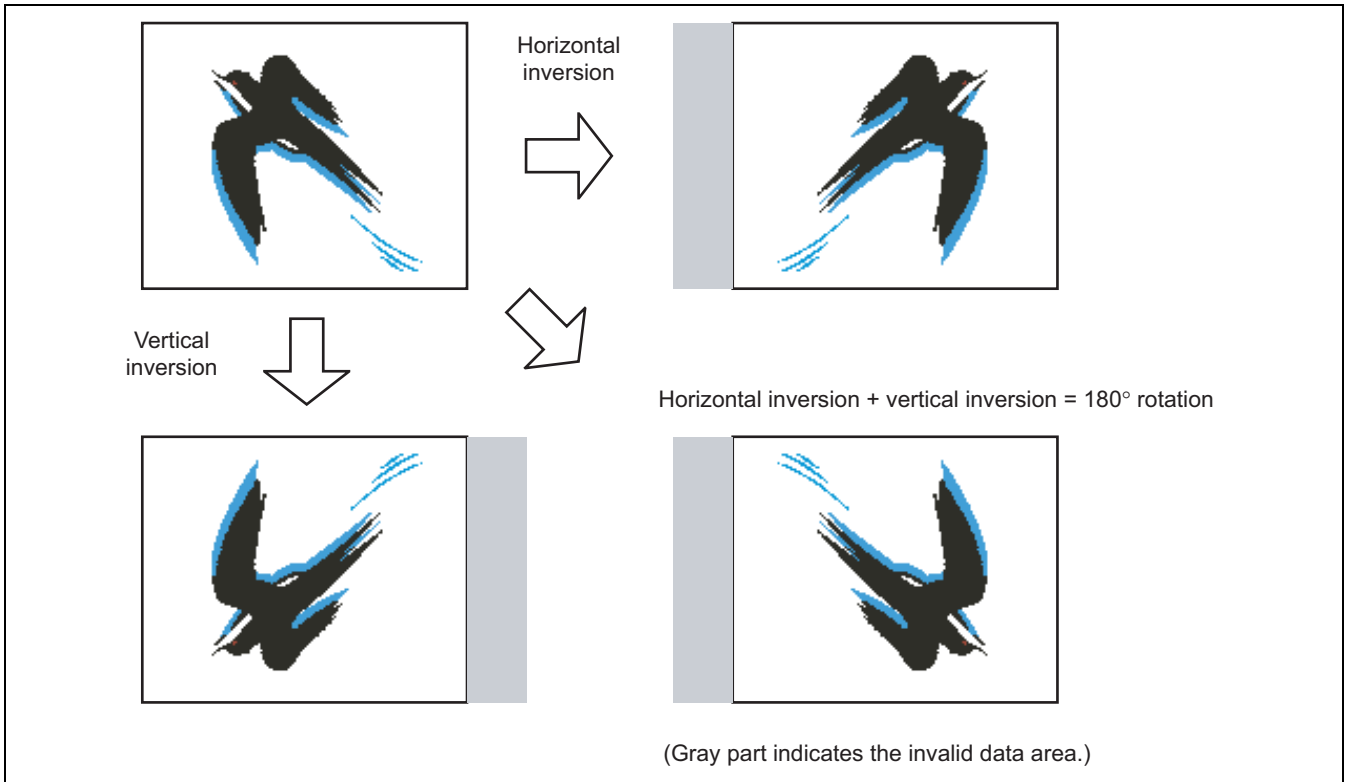 Horizontal
inversion
Vertical
inversion
Horizontal inversion + vertical inversion = 180° rotation
(Gray part indicates the invalid data area.)